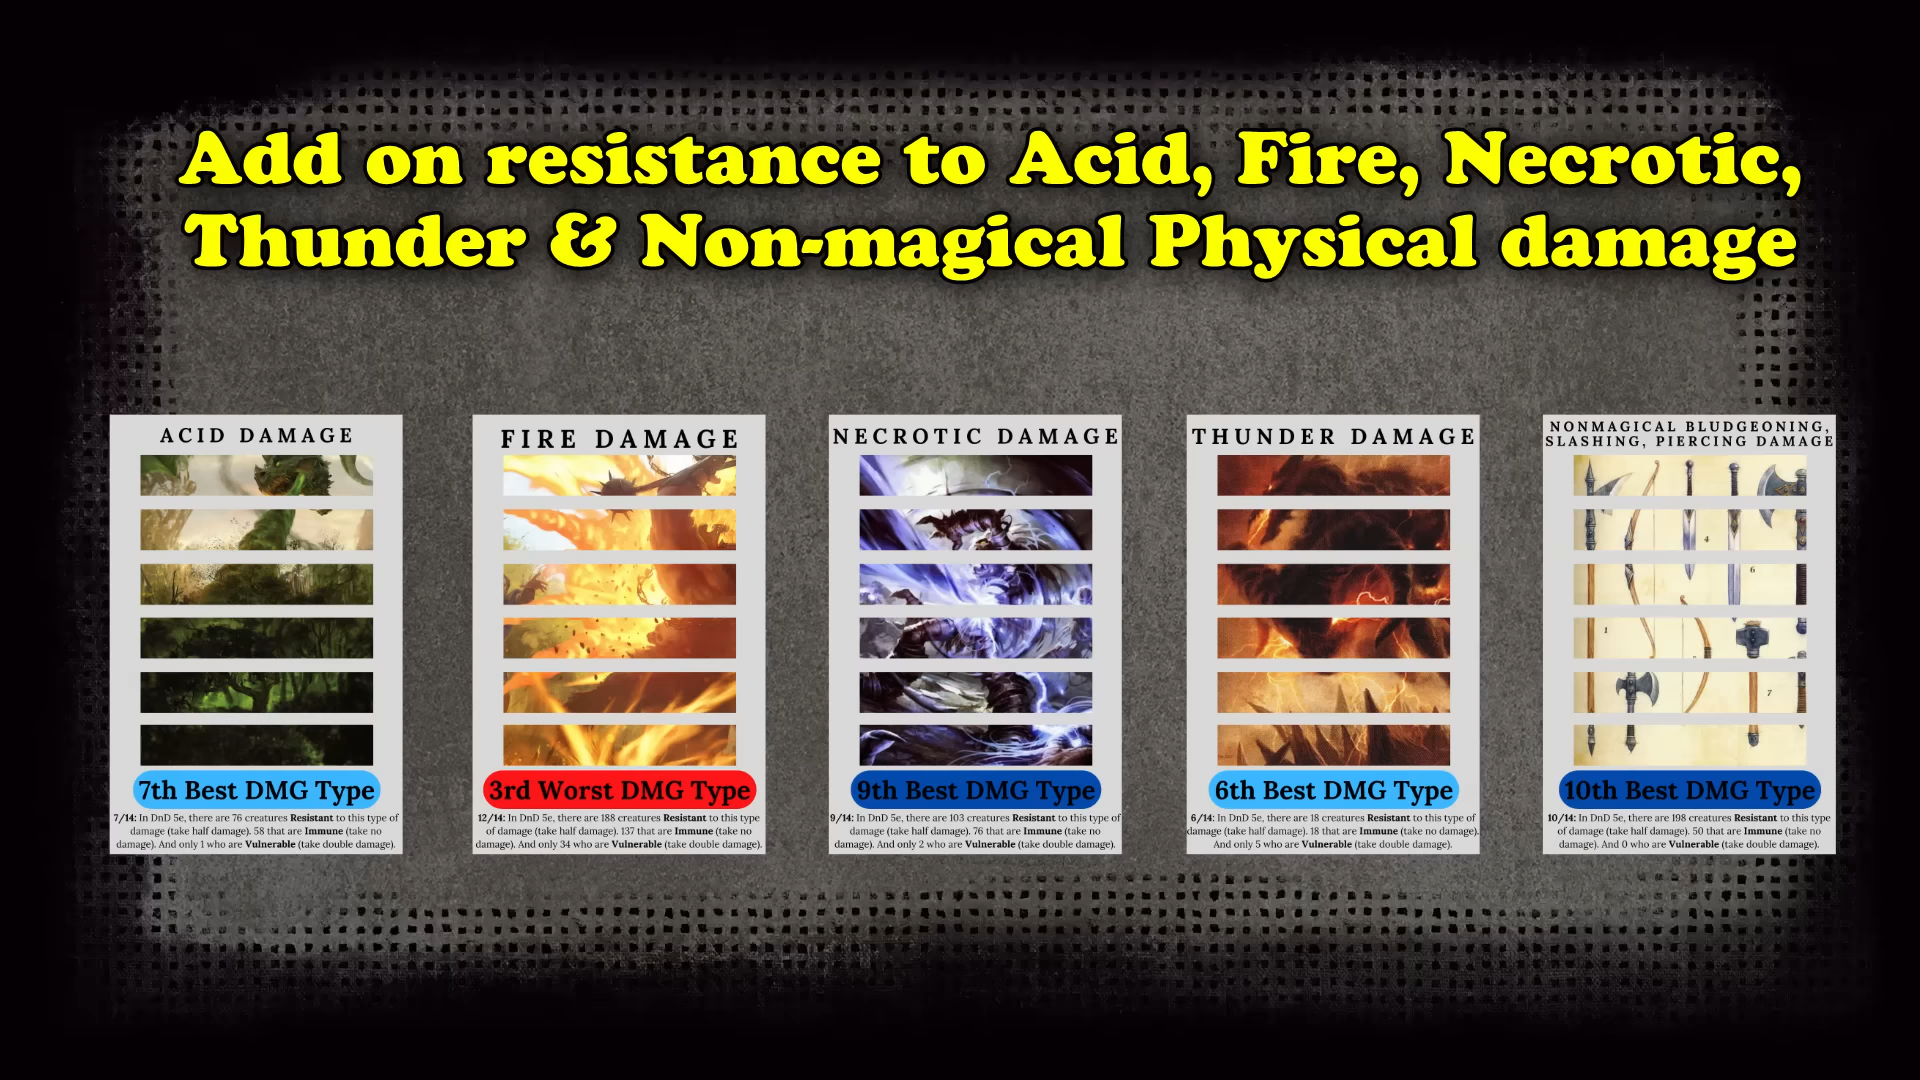 Add on resistance to Acid, Fire, Necrotic,
Thunder & Non-magical Physical damage
ACID DAMAGE
7th Best DMG Type
7/14: In DnD 5e, there are 76 creatures Resistant to this type of
damage (take half damage). 58 that are Immune (take no
damage). And only 1 who are Vulnerable (take double damage).
FIRE DAMAGE
3rd Worst DMG Type
12/14: In DnD 5e, there are 188 creatures Resistant to this type
of damage (take half damage). 137 that are Immune (take no
damage). And only 34 who are Vulnerable (take double damage).
NECROTIC DAMAGE
9th Best DMG Type
9/14: In DnD 5e, there are 103 creatures Resistant to this type of
damage (take half damage). 76 that are Immune (take no
damage). And only 2 who are Vulnerable (take double damage).
THUNDER DAMAGE
6th Best DMG Type
6/14: In DnD 5e, there are 18 creatures Resistant to this type of
damage (take half damage). 18 that are Immune (take no damage).
And only 5 who are Vulnerable (take double damage).
NONMAGICAL BLUDGEONING,
SLASHING, PIERCING DAMAGE
4
6
1
7
10th Best DMG Type
10/14: In DnD 5e, there are 198 creatures Resistant to this type
of damage (take half damage). 50 that are Immune (take no
damage). And 0 who are Vulnerable (take double damage).